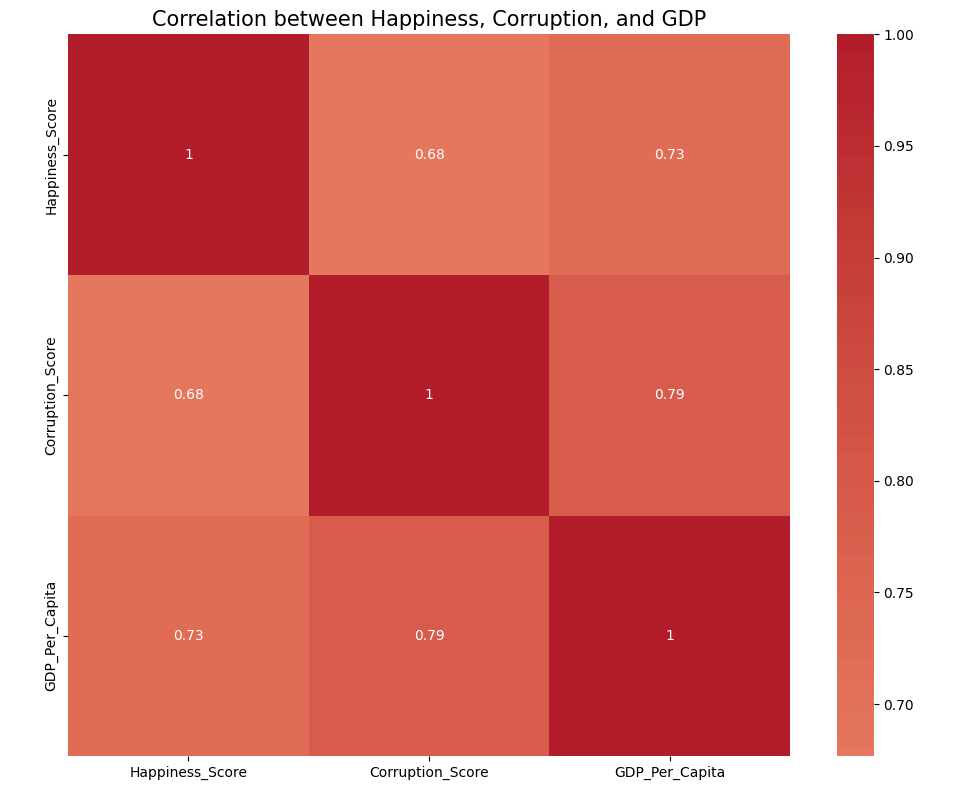 Correlation between Happiness, Corruption, and GDP
Happiness_Score
1
0.68
0.73
Corruption_Score
0.68
1
0.79
GDP_Per_Capita
0.73
0.79
1
Happiness_Score
Corruption_Score
GDP_Per_Capita
1.00
0.95
0.90
0.85
0.80
0.75
0.70